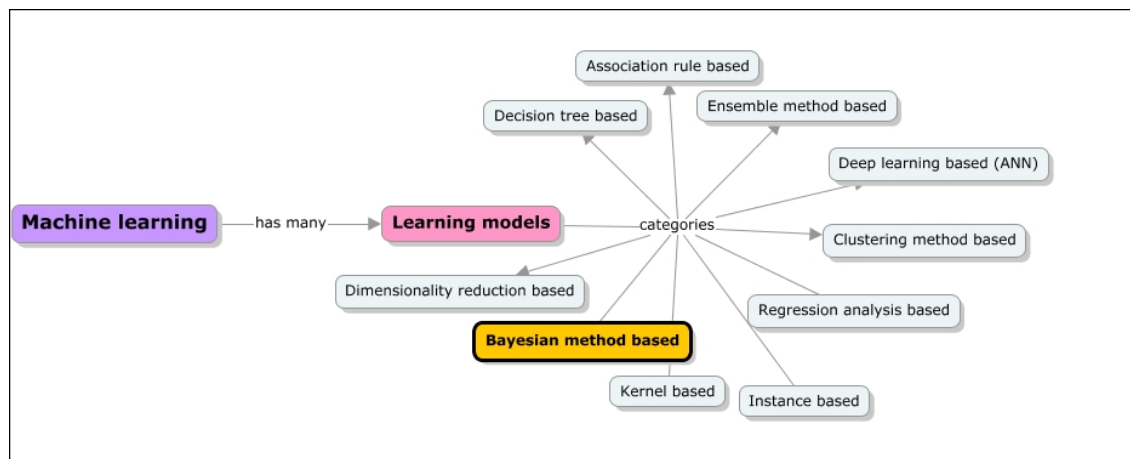 Association rule based
Ensemble method based
Decision tree based
Deep learning based (ANN)
Machine learning
has many
Learning models
categories
Clustering method based
Dimensionality reduction based
Regression analysis based
Bayesian method based
Kernel based
Instance based